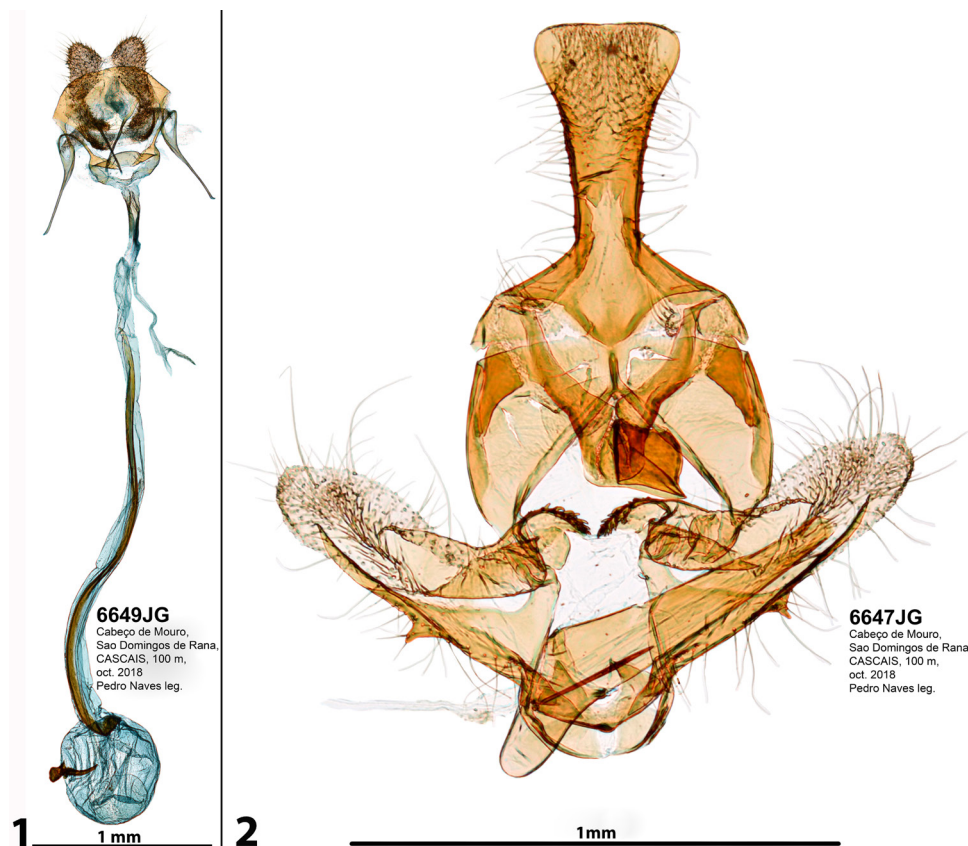 6649JG
Cabeço de Mouro,
Sao Domingos de Rana,
CASCAIS, 100 m,
oct. 2018
Pedro Naves leg.
1
1 mm
6647JG
Cabeço de Mouro,
Sao Domingos de Rana
CASCAIS, 100 m,
oct. 2018
Pedro Naves leg.
2
1mm